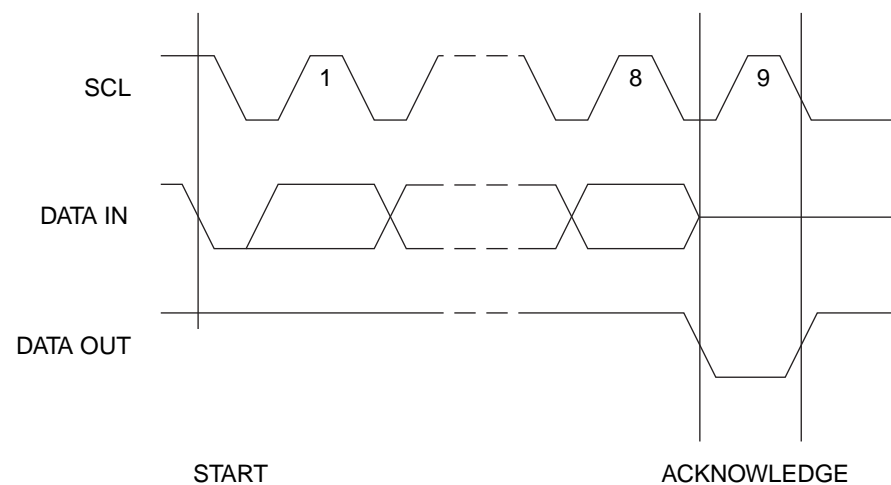 SCL
1
8
9
DATA IN
DATA OUT
START
ACKNOWLEDGE